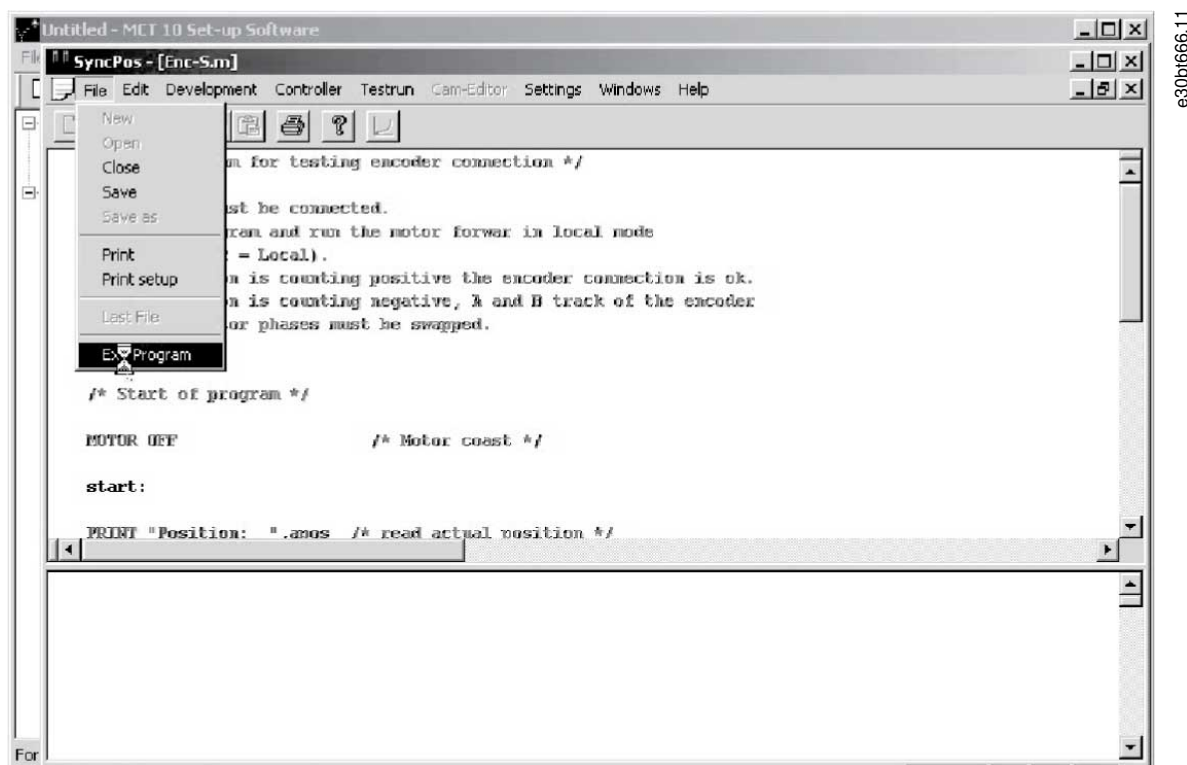 Untitled - MCT 10 Set-up Software
File
SyncPos - [Enc-S.m]
File Edit Development Controller Testrun Cam-Editor Settings Windows Help
New
Open
Close
Save
Save as
Print
Print setup
Last File
Program
for testing encoder connection */
be connected.
and run the motor forwar in local mode
= Local).
is counting positive the encoder connection is ok.
is counting negative, A and B track of the encoder
phases must be swapped.
/* Start of program */
MOTOR OFF /* Motor coast */
start:
PRINT "Position: ",apos /* read actual position */
For
e30bt666.11